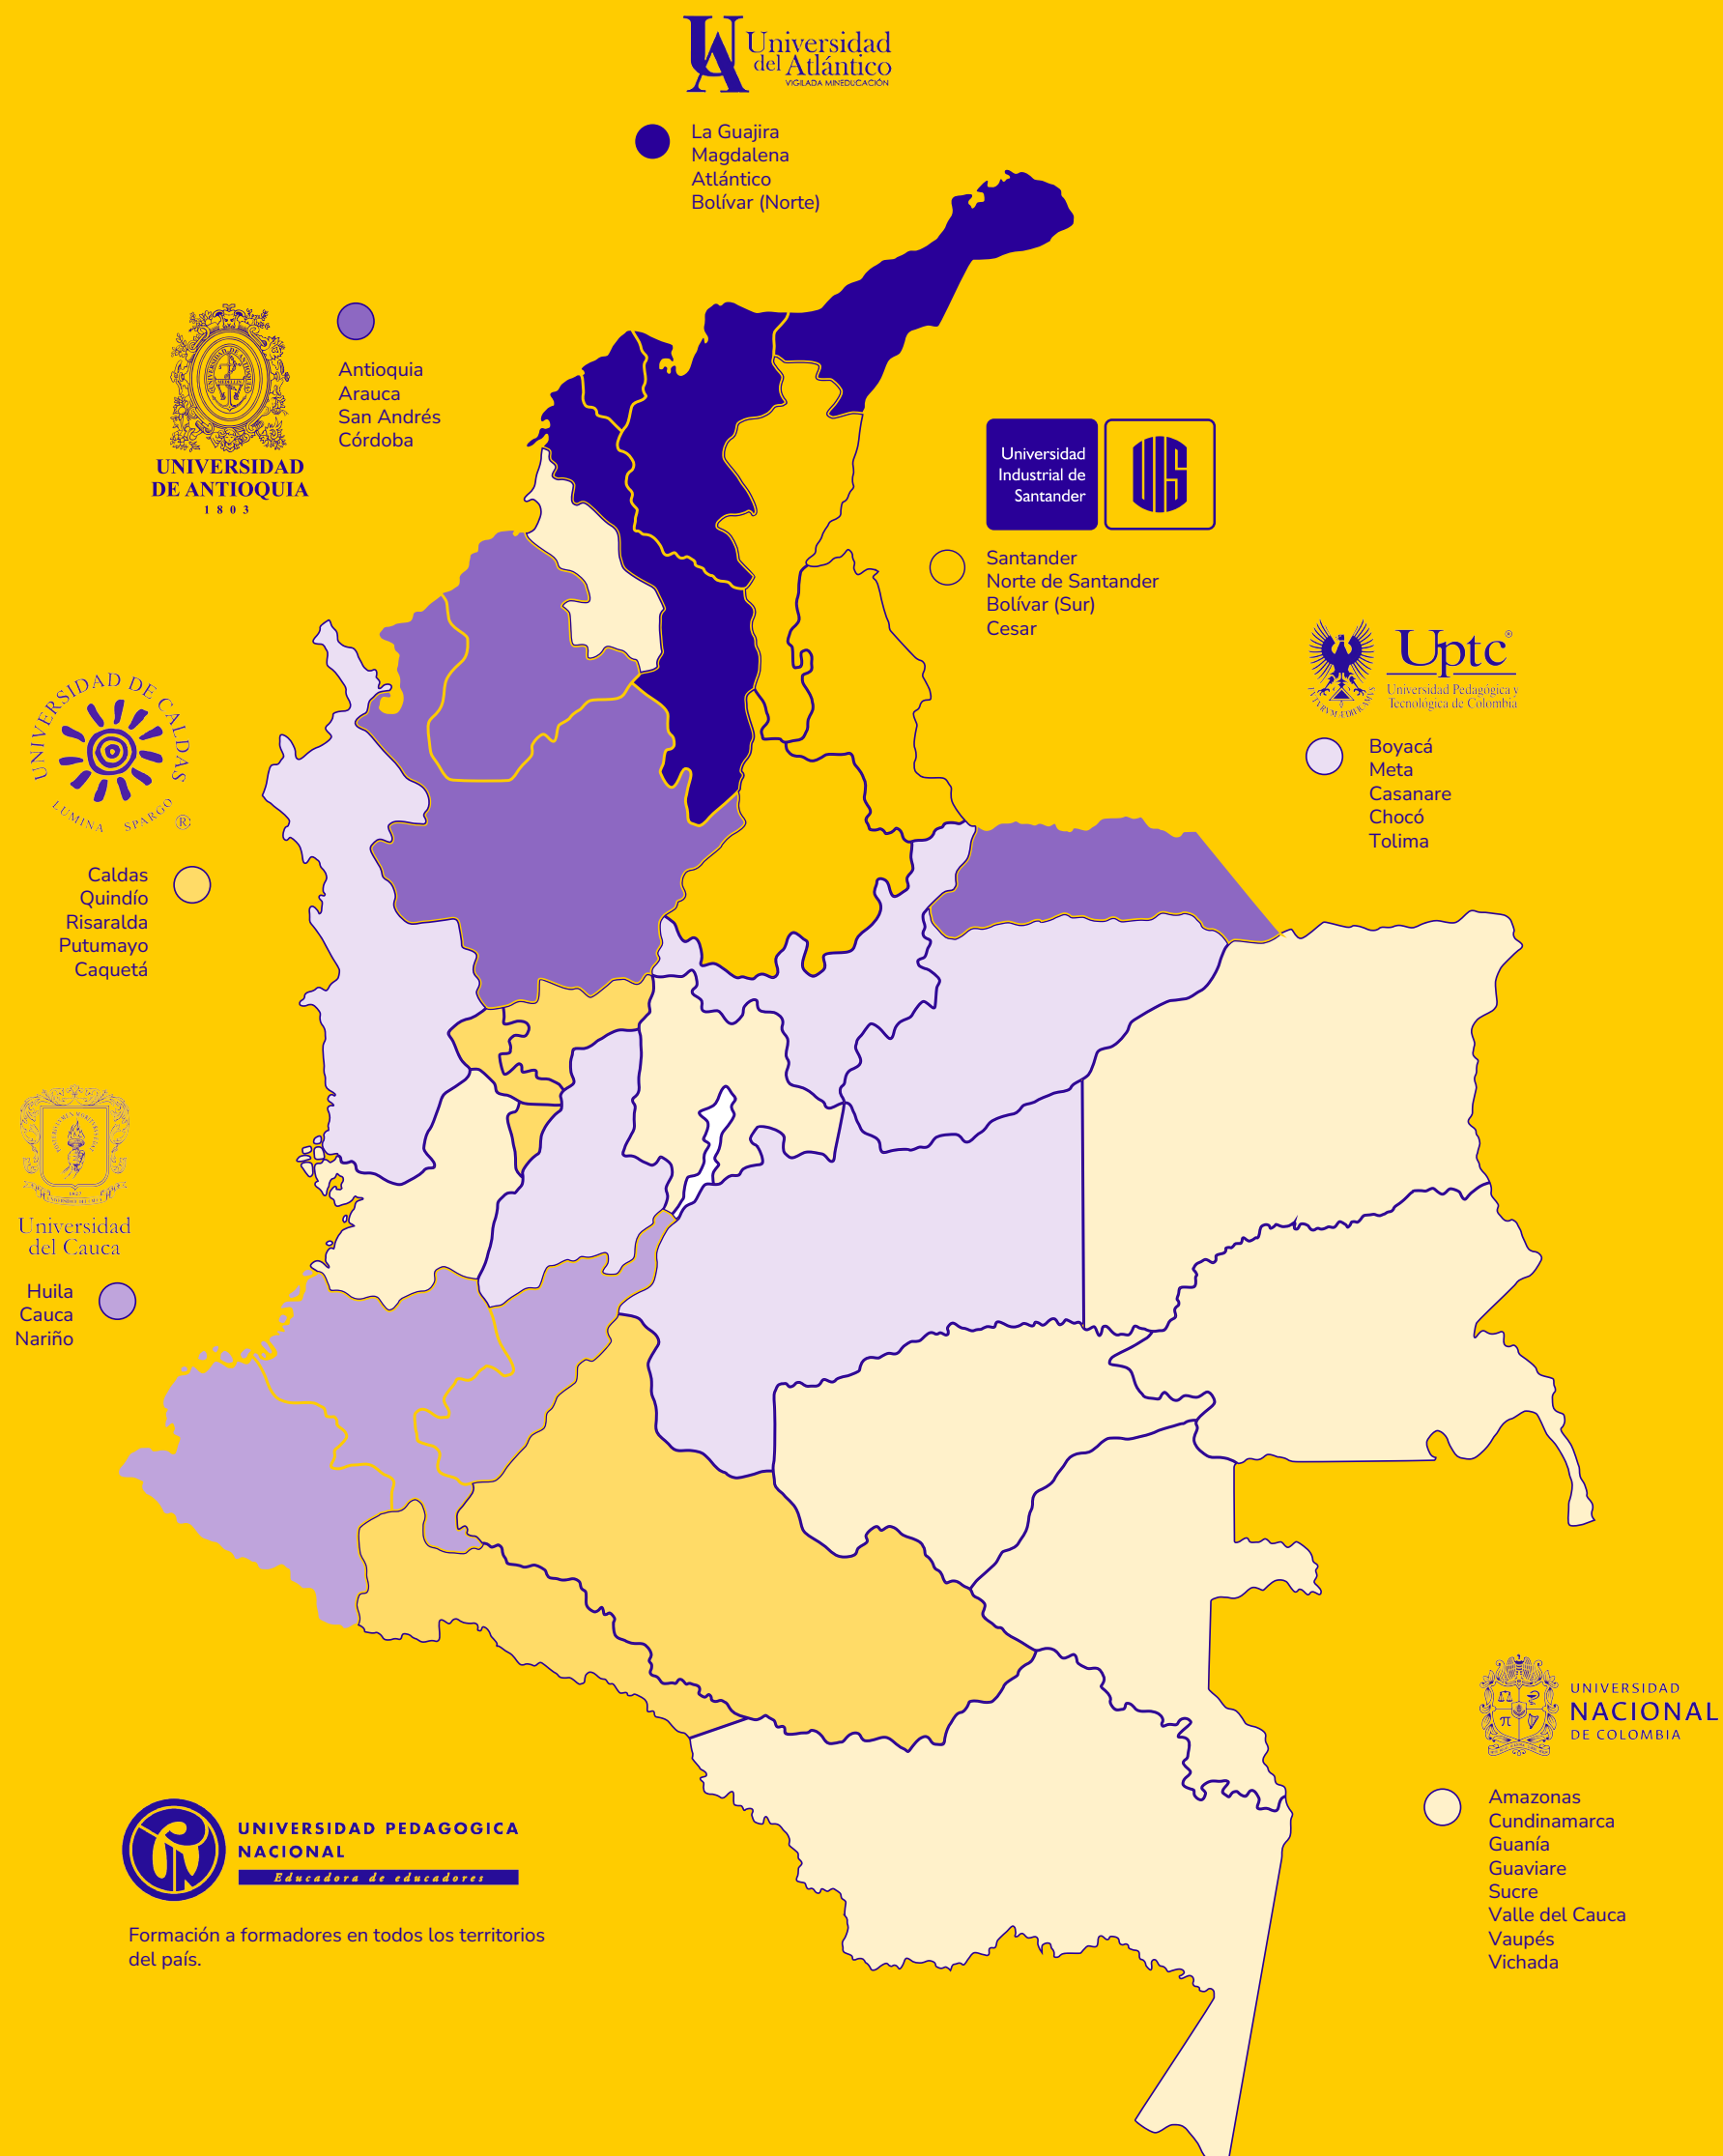 Universidad
del Atlántico
VIGILADA MINEDUCACIÓN
La Guajira
Magdalena
Atlántico
Bolívar (Norte)
UNIVERSIDAD
DE ANTIOQUIA
1803
Antioquia
Arauca
San Andrés
Córdoba
Universidad
Industrial de
Santander
UIS
Santander
Norte de Santander
Bolívar (Sur)
Cesar
Uptc®
Universidad Pedagógica y
Tecnológica de Colombia
Boyacá
Meta
Casanare
Chocó
Tolima
UNIVERSIDAD DE CALDAS
LUMINA SPARGO
®
Caldas
Quindío
Risaralda
Putumayo
Caquetá
Universidad
del Cauca
Huila
Cauca
Nariño
UNIVERSIDAD
NACIONAL
DE COLOMBIA
Amazonas
Cundinamarca
Guanía
Guaviare
Sucre
Valle del Cauca
Vaupés
Vichada
UNIVERSIDAD PEDAGOGICA
NACIONAL
Educadora de educadores
Formación a formadores en todos los territorios
del país.